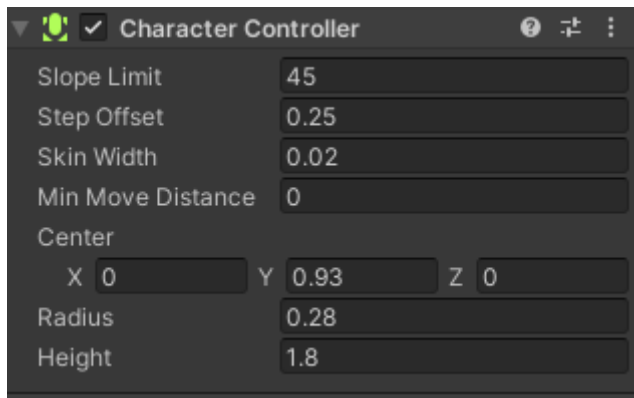 Character Controller
Slope Limit 45
Step Offset 0.25
Skin Width 0.02
Min Move Distance 0
Center
X 0 Y 0.93 Z 0
Radius 0.28
Height 1.8